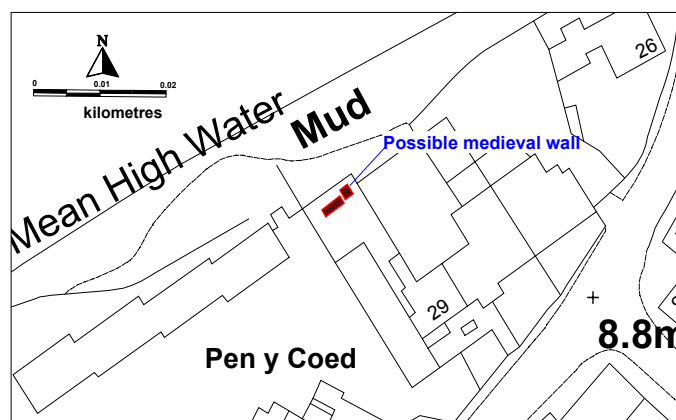 N
0 0.01 0.02
kilometres
Mean High Water
Mud
26
Possible medieval wall
29
Pen y Coed
8.8m